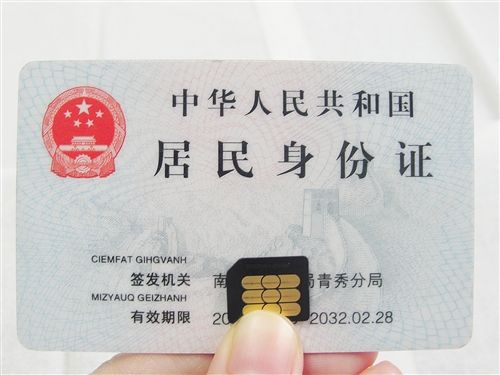 中华人民共和国
居民身份证
CIEMFAT GIHGVANH
签发机关 南 局青秀分局
MIZYAUQ GEIZHANH
有效期限 20 2032.02.28